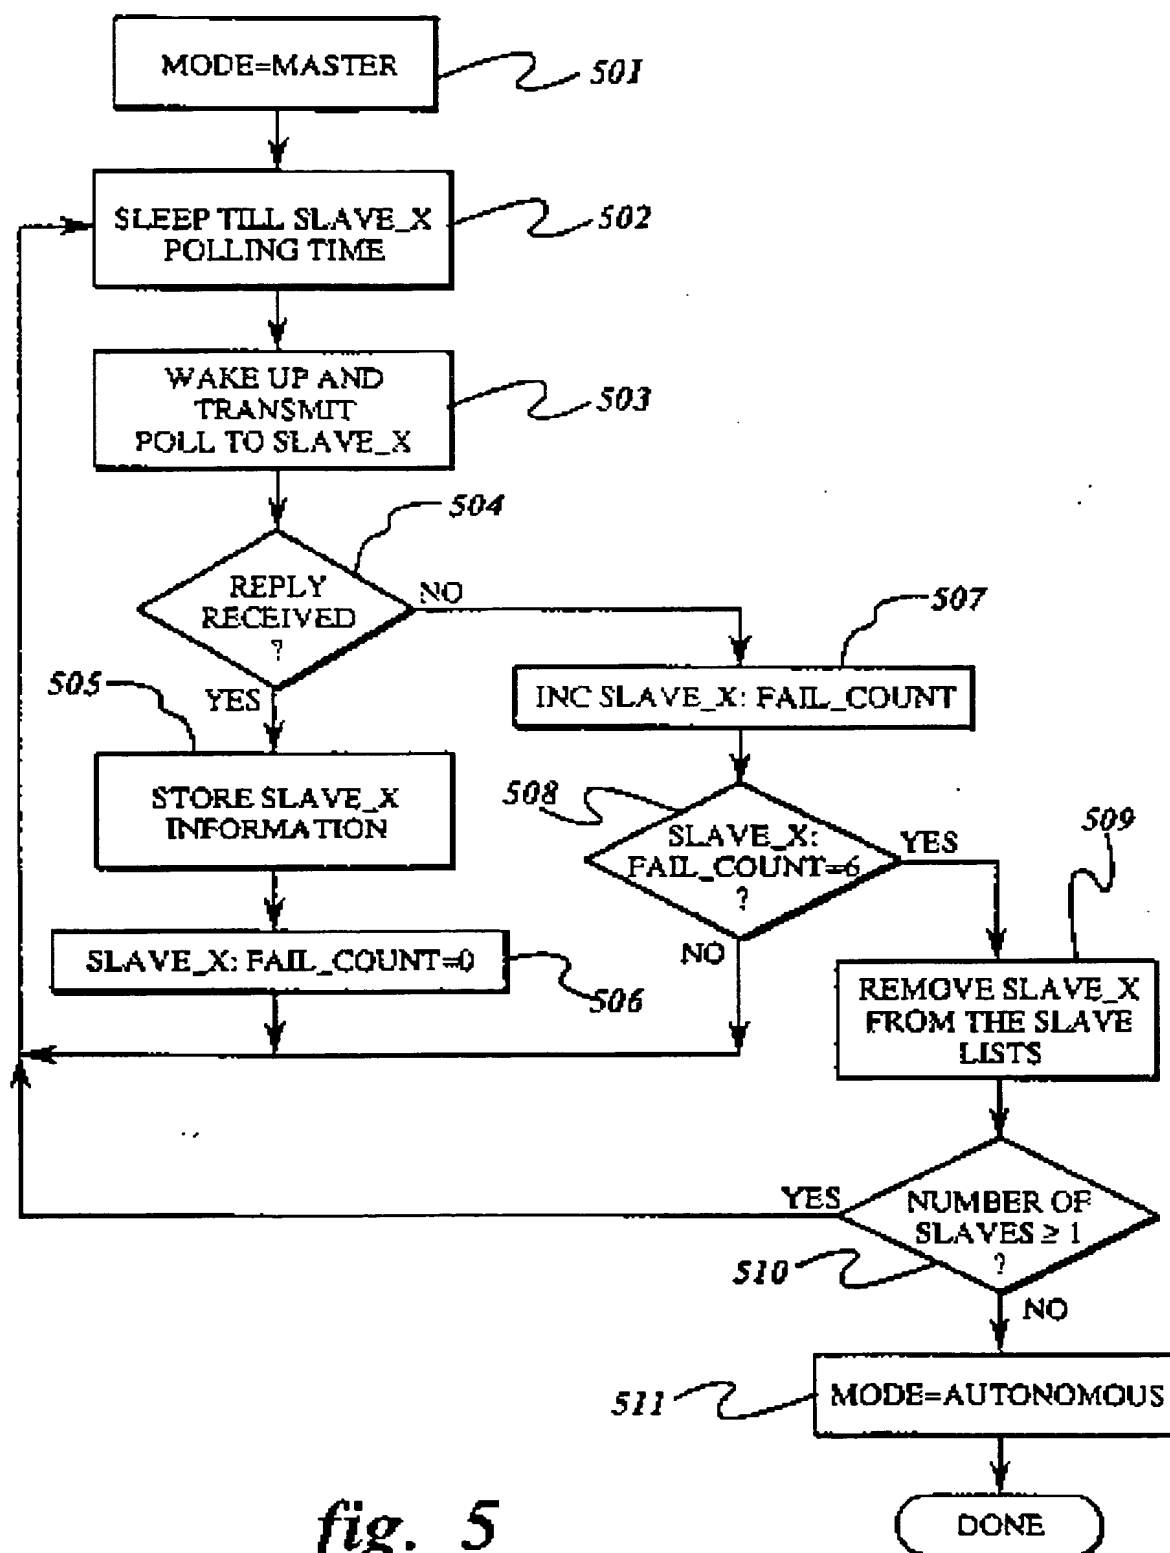 MODE=MASTER
501
SLEEP TILL SLAVE_X
POLLING TIME
502
WAKE UP AND
TRANSMIT
POLL TO SLAVE_X
503
504
REPLY
RECEIVED
?
NO
YES
505
507
INC SLAVE_X: FAIL_COUNT
STORE SLAVE_X
INFORMATION
508
SLAVE_X:
FAIL_COUNT=6
?
YES
NO
509
SLAVE_X: FAIL_COUNT=0
506
REMOVE SLAVE_X
FROM THE SLAVE
LISTS
YES
NUMBER OF
SLAVES ≥ 1
?
510
NO
511
MODE=AUTONOMOUS
DONE
fig. 5